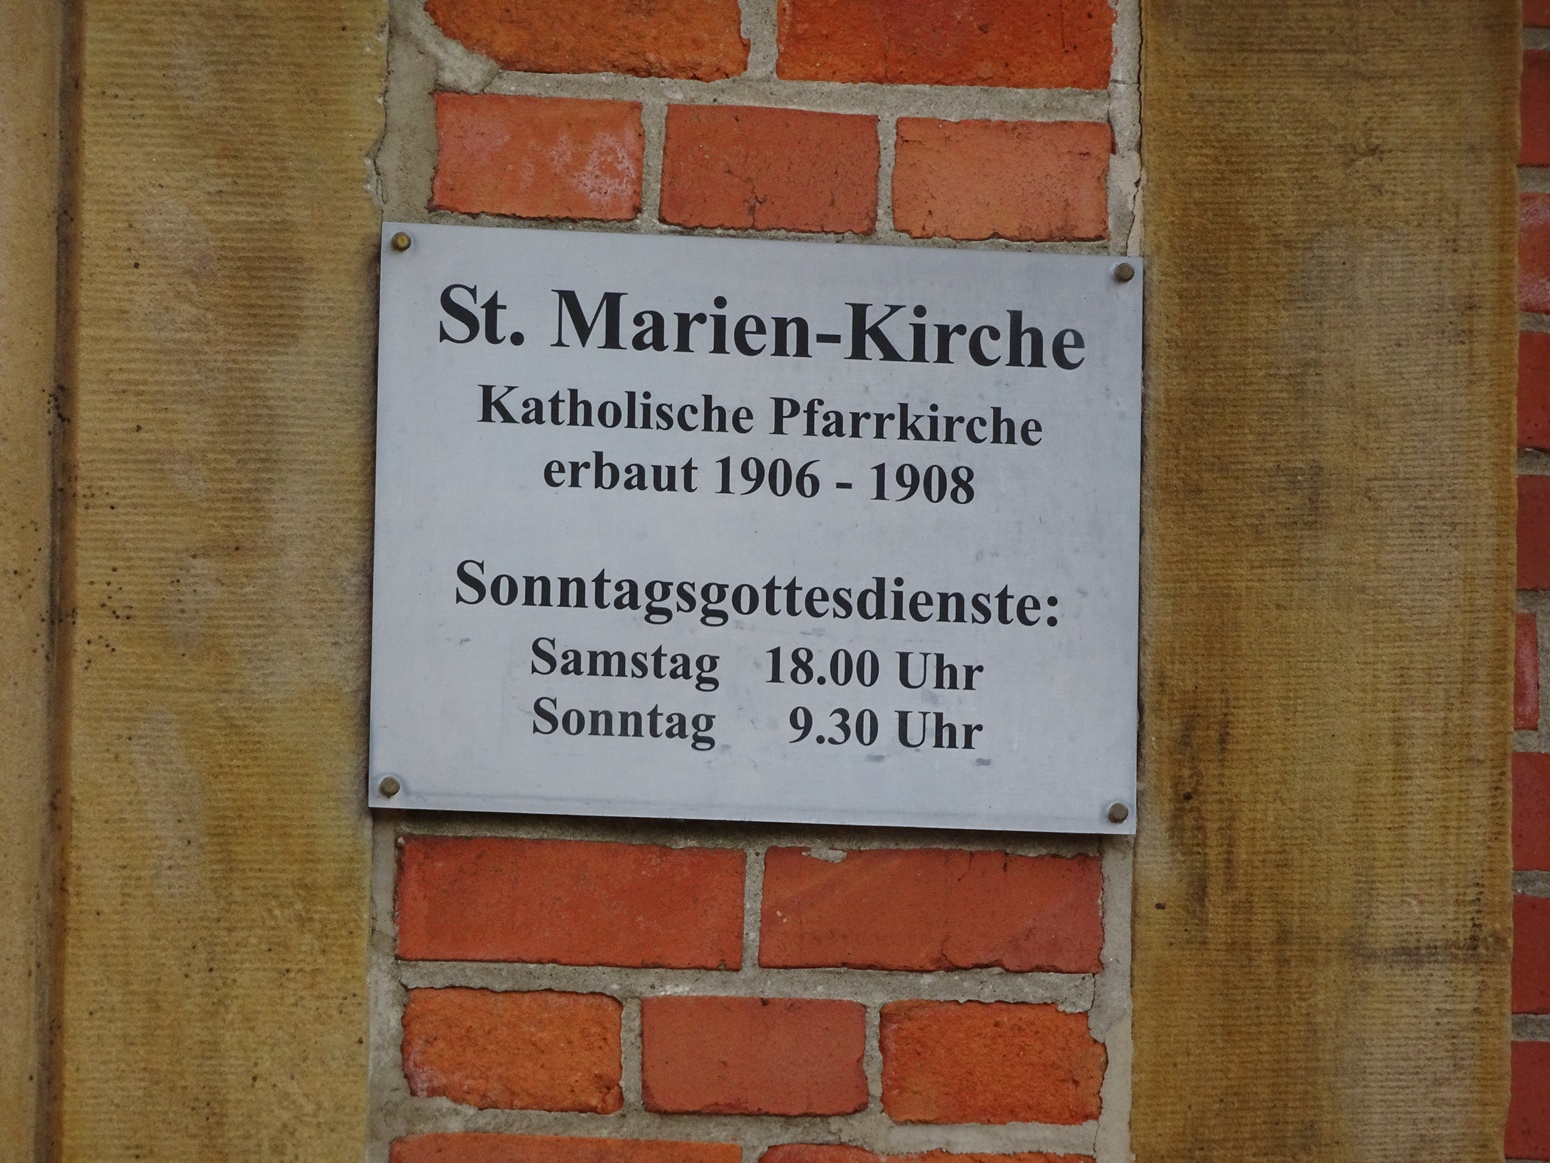 St. Marien-Kirche
Katholische Pfarrkirche
erbaut 1906 - 1908
Sonntagsgottesdienste:
Samstag 18.00 Uhr
Sonntag 9.30 Uhr